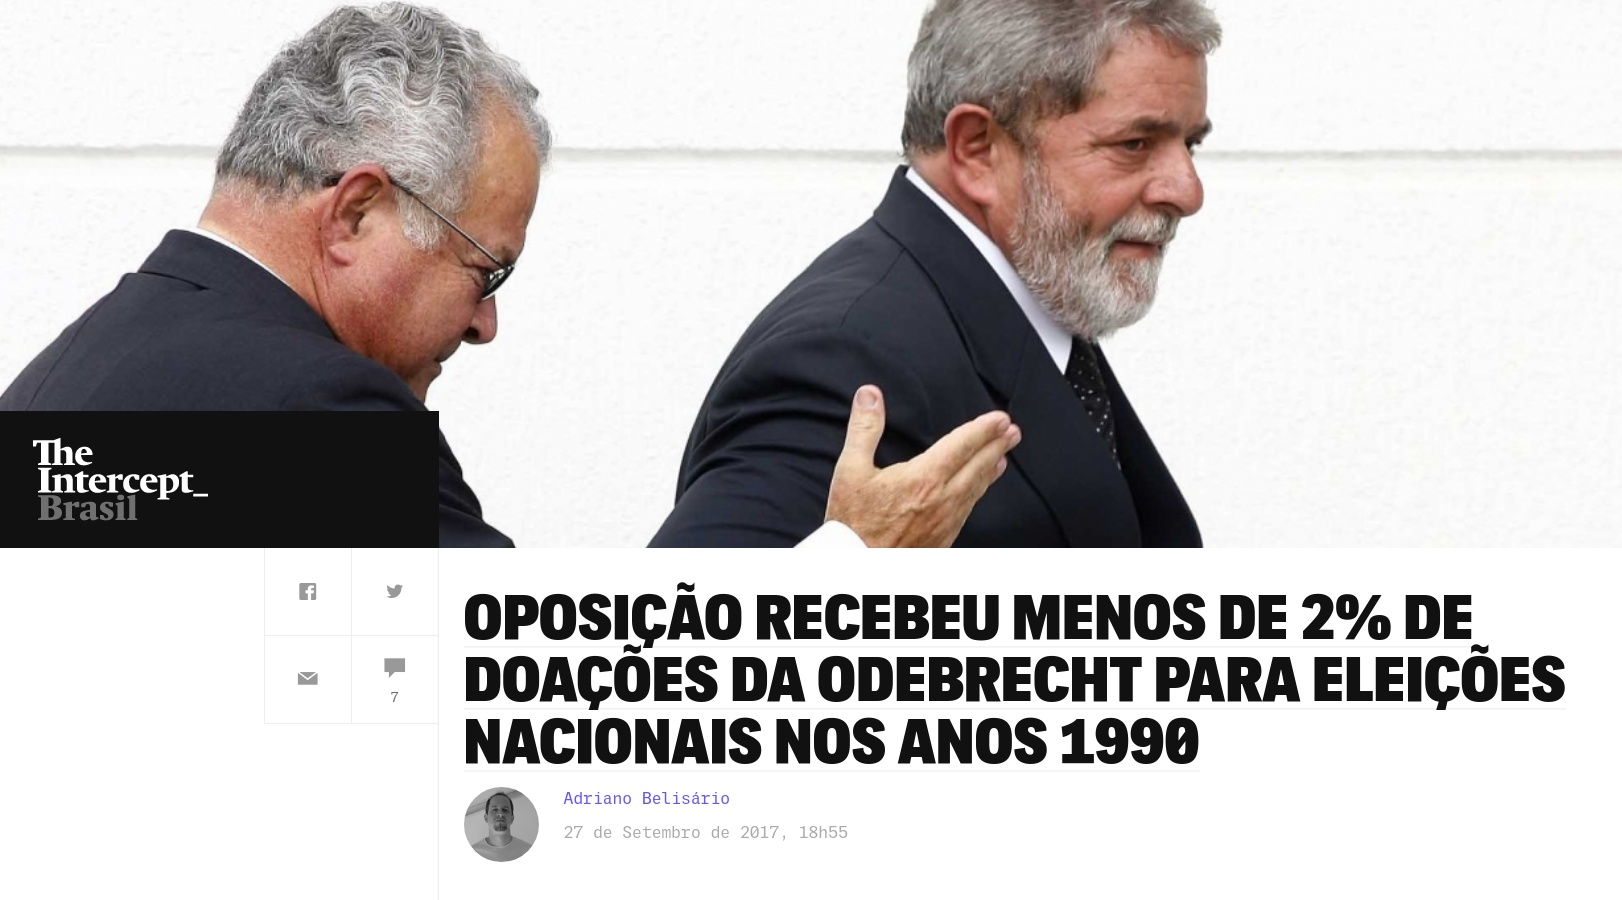 The
Intercept_
Brasil
7
OPOSIÇÃO RECEBEU MENOS DE 2% DE
DOAÇÕES DA ODEBRECHT PARA ELEIÇÕES
NACIONAIS NOS ANOS 1990
Adriano Belisário
27 de Setembro de 2017, 18h55